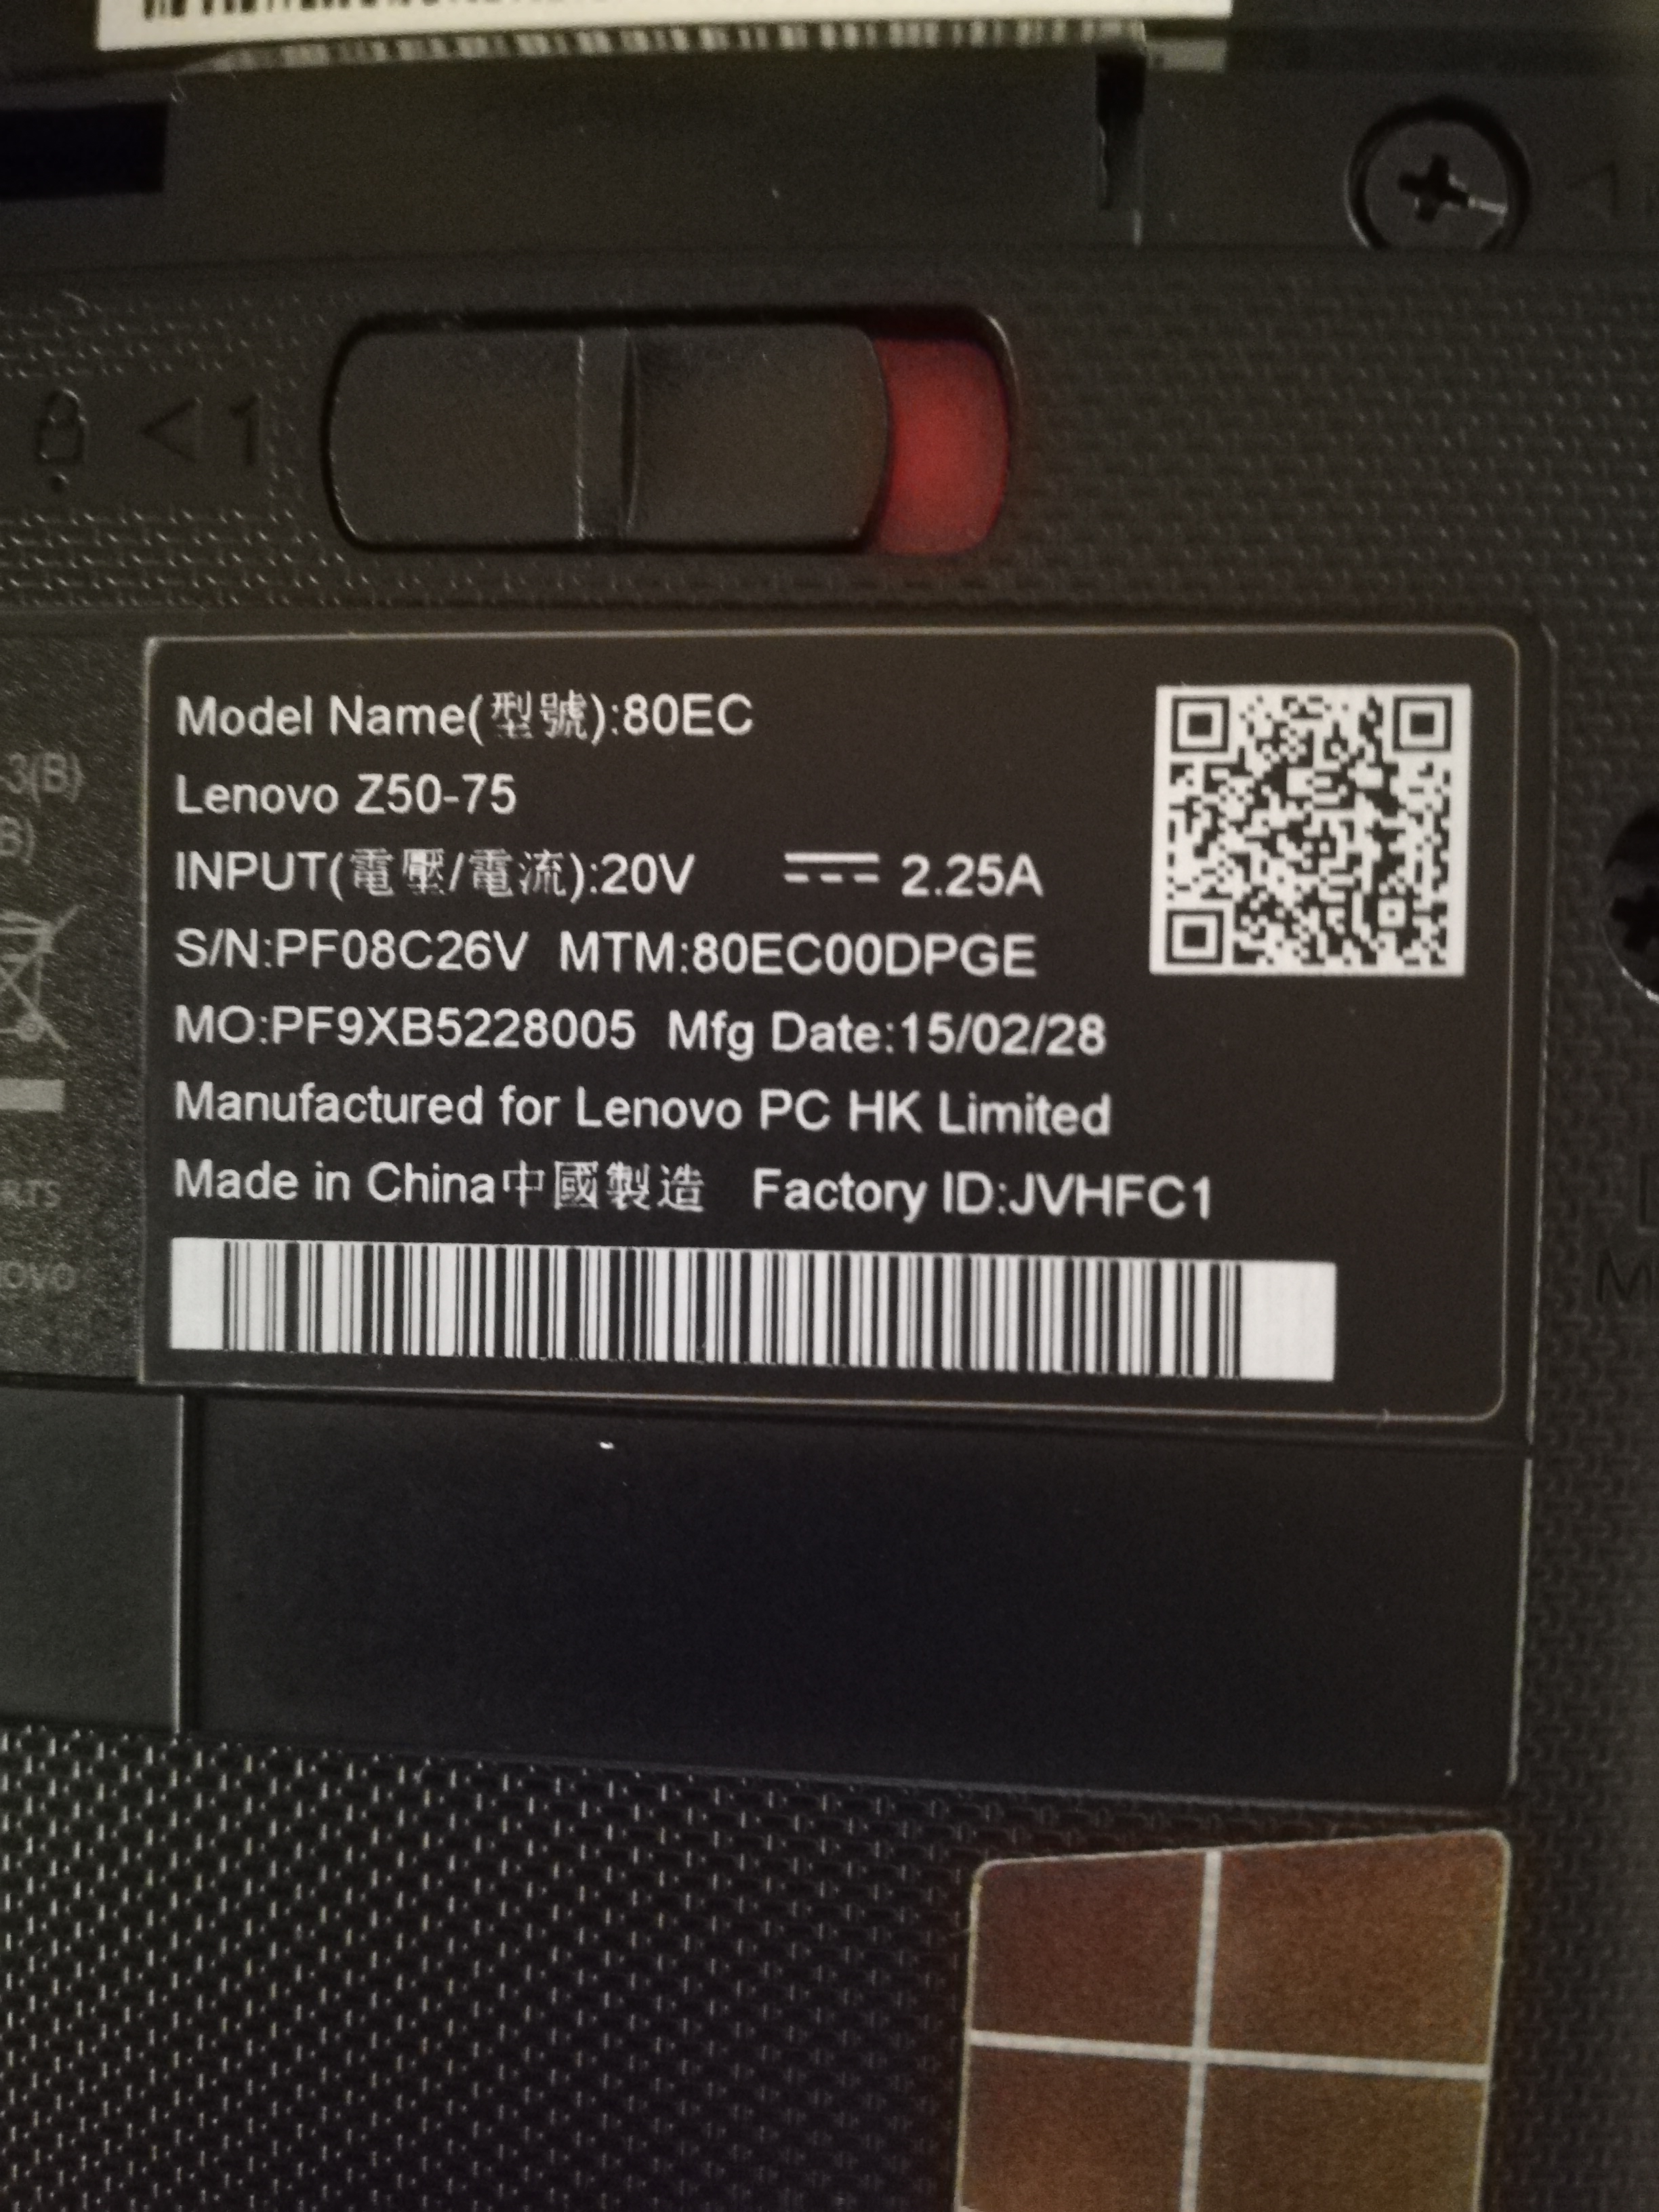 <1
Model Name(型號):80EC
Lenovo Z50-75
INPUT(電壓/電流):20V ⎓ 2.25A
S/N:PF08C26V MTM:80EC00DPGE
MO:PF9XB5228005 Mfg Date:15/02/28
Manufactured for Lenovo PC HK Limited
Made in China中國製造 Factory ID:JVHFC1
3(B)
B)